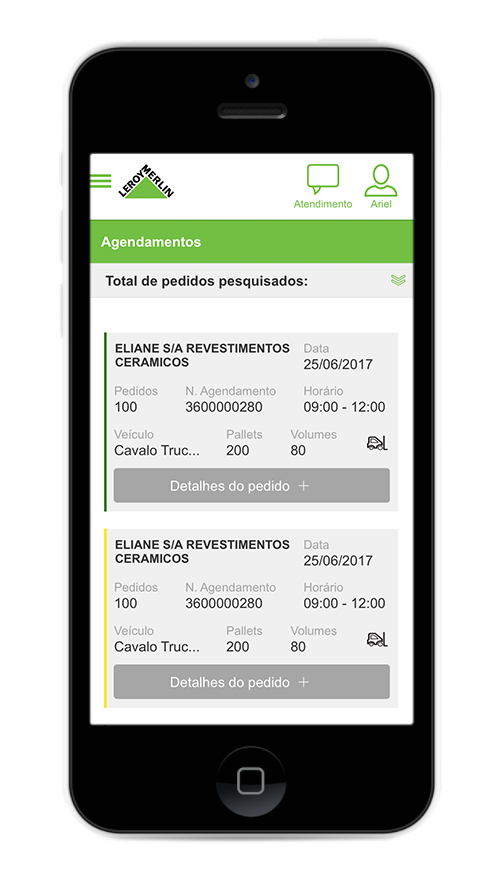 LEROY MERLIN
Atendimento
Ariel
Agendamentos
Total de pedidos pesquisados:
ELIANE S/A REVESTIMENTOS CERAMICOS
Data
25/06/2017
Pedidos
100
N. Agendamento
3600000280
Horário
09:00 - 12:00
Veículo
Cavalo Truc...
Pallets
200
Volumes
80
Detalhes do pedido +
ELIANE S/A REVESTIMENTOS CERAMICOS
Data
25/06/2017
Pedidos
100
N. Agendamento
3600000280
Horário
09:00 - 12:00
Veículo
Cavalo Truc...
Pallets
200
Volumes
80
Detalhes do pedido +